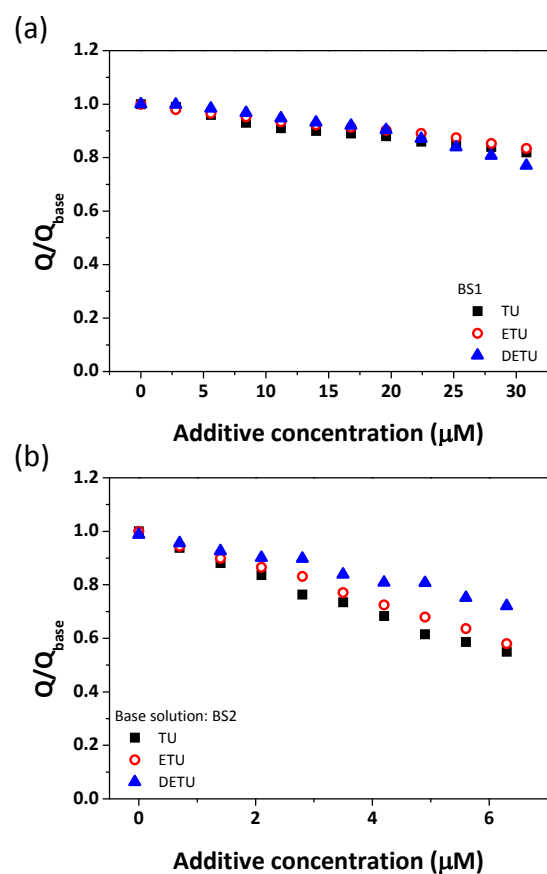 (a)
1.2
1.0
0.8
0.6
0.4
0.2
0.0
Q/Q_base
BS1
TU
ETU
DETU
0 5 10 15 20 25 30
Additive concentration (μM)
(b)
1.2
1.0
0.8
0.6
0.4
0.2
0.0
Q/Q_base
Base solution: BS2
TU
ETU
DETU
0 2 4 6
Additive concentration (μM)